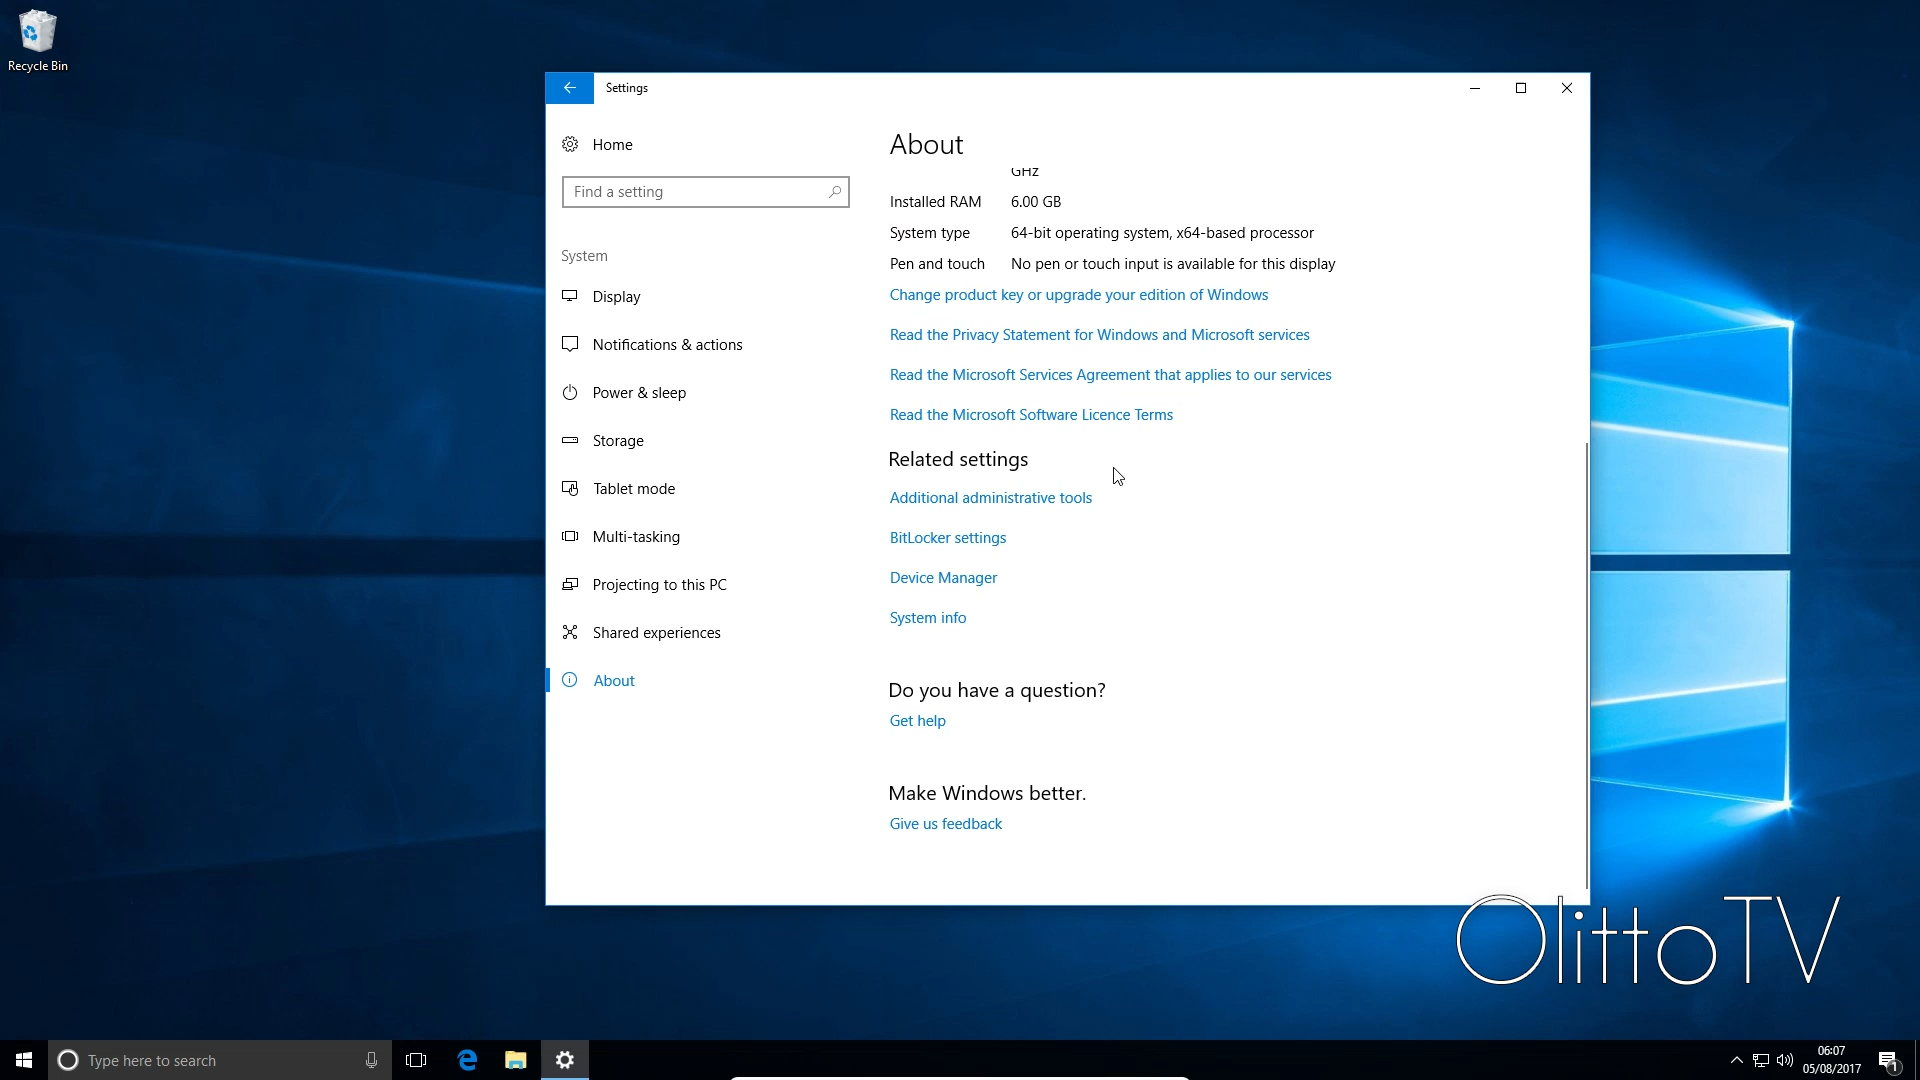 Recycle Bin
Settings
Home
Find a setting
System
Display
Notifications & actions
Power & sleep
Storage
Tablet mode
Multi-tasking
Projecting to this PC
Shared experiences
About
About
GHz
Installed RAM 6.00 GB
System type 64-bit operating system, x64-based processor
Pen and touch No pen or touch input is available for this display
Change product key or upgrade your edition of Windows
Read the Privacy Statement for Windows and Microsoft services
Read the Microsoft Services Agreement that applies to our services
Read the Microsoft Software Licence Terms
Related settings
Additional administrative tools
BitLocker settings
Device Manager
System info
Do you have a question?
Get help
Make Windows better.
Give us feedback
OlittoTV
Type here to search
06:07
05/08/2017
1